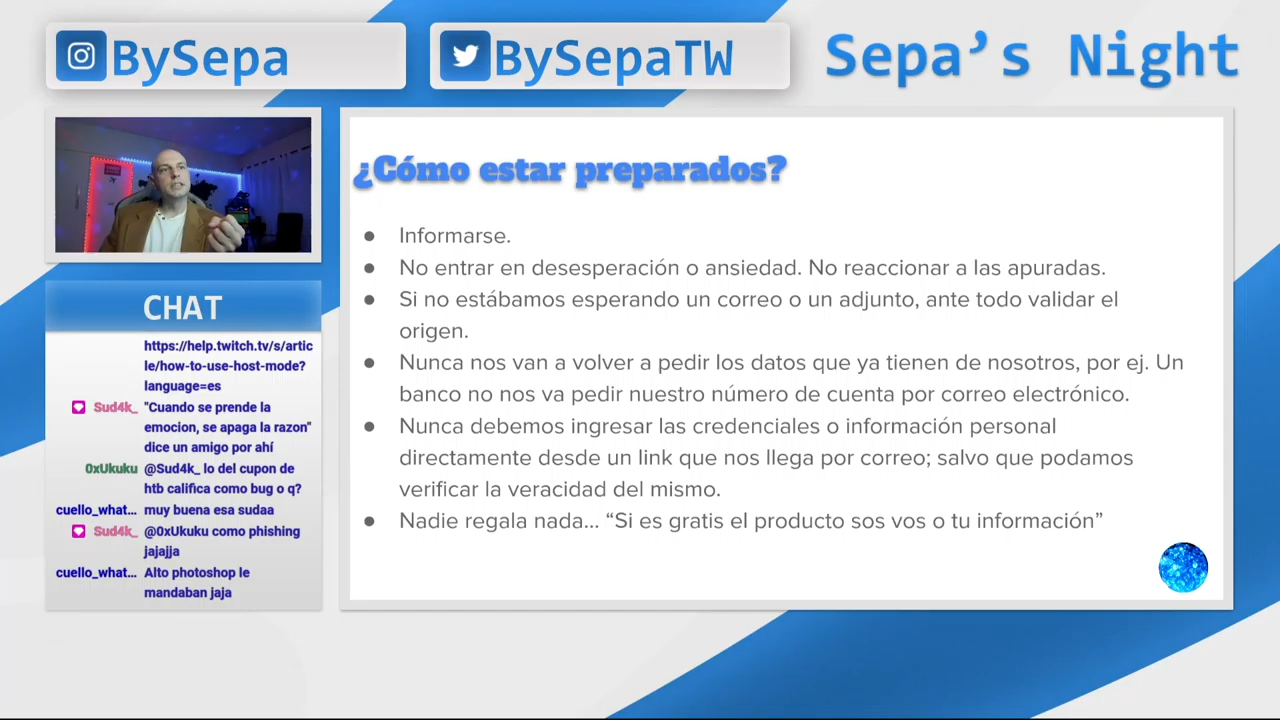 BySepa
BySepaTW
Sepa’s Night
¿Cómo estar preparados?
● Informarse.
● No entrar en desesperación o ansiedad. No reaccionar a las apuradas.
● Si no estábamos esperando un correo o un adjunto, ante todo validar el
origen.
● Nunca nos van a volver a pedir los datos que ya tienen de nosotros, por ej. Un
banco no nos va pedir nuestro número de cuenta por correo electrónico.
● Nunca debemos ingresar las credenciales o información personal
directamente desde un link que nos llega por correo; salvo que podamos
verificar la veracidad del mismo.
● Nadie regala nada... “Si es gratis el producto sos vos o tu información”
CHAT
https://help.twitch.tv/s/artic
le/how-to-use-host-mode?
language=es
Sud4k_ "Cuando se prende la
emocion, se apaga la razon"
dice un amigo por ahí
0xUkuku @Sud4k_ lo del cupon de
htb califica como bug o q?
cuello_what... muy buena esa sudaa
Sud4k_ @0xUkuku como phishing
jajajja
cuello_what... Alto photoshop le
mandaban jaja